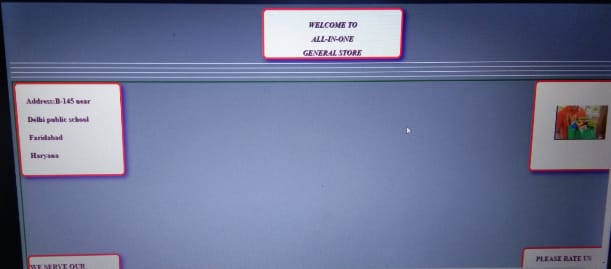 WELCOME TO
ALL-IN-ONE
GENERAL STORE
Address:B-145 near
Delhi public school
Faridabad
Haryana
WE SERVE OUR
PLEASE RATE US